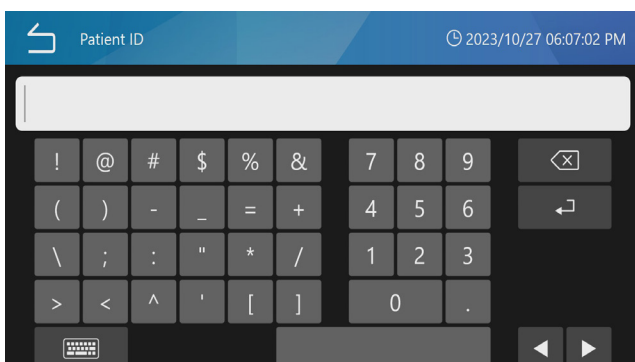 Patient ID 2023/10/27 06:07:02 PM
! @ # $ % & 7 8 9
( ) - _ = + 4 5 6
\ ; : " * / 1 2 3
> < ^ ' [ ] 0 .